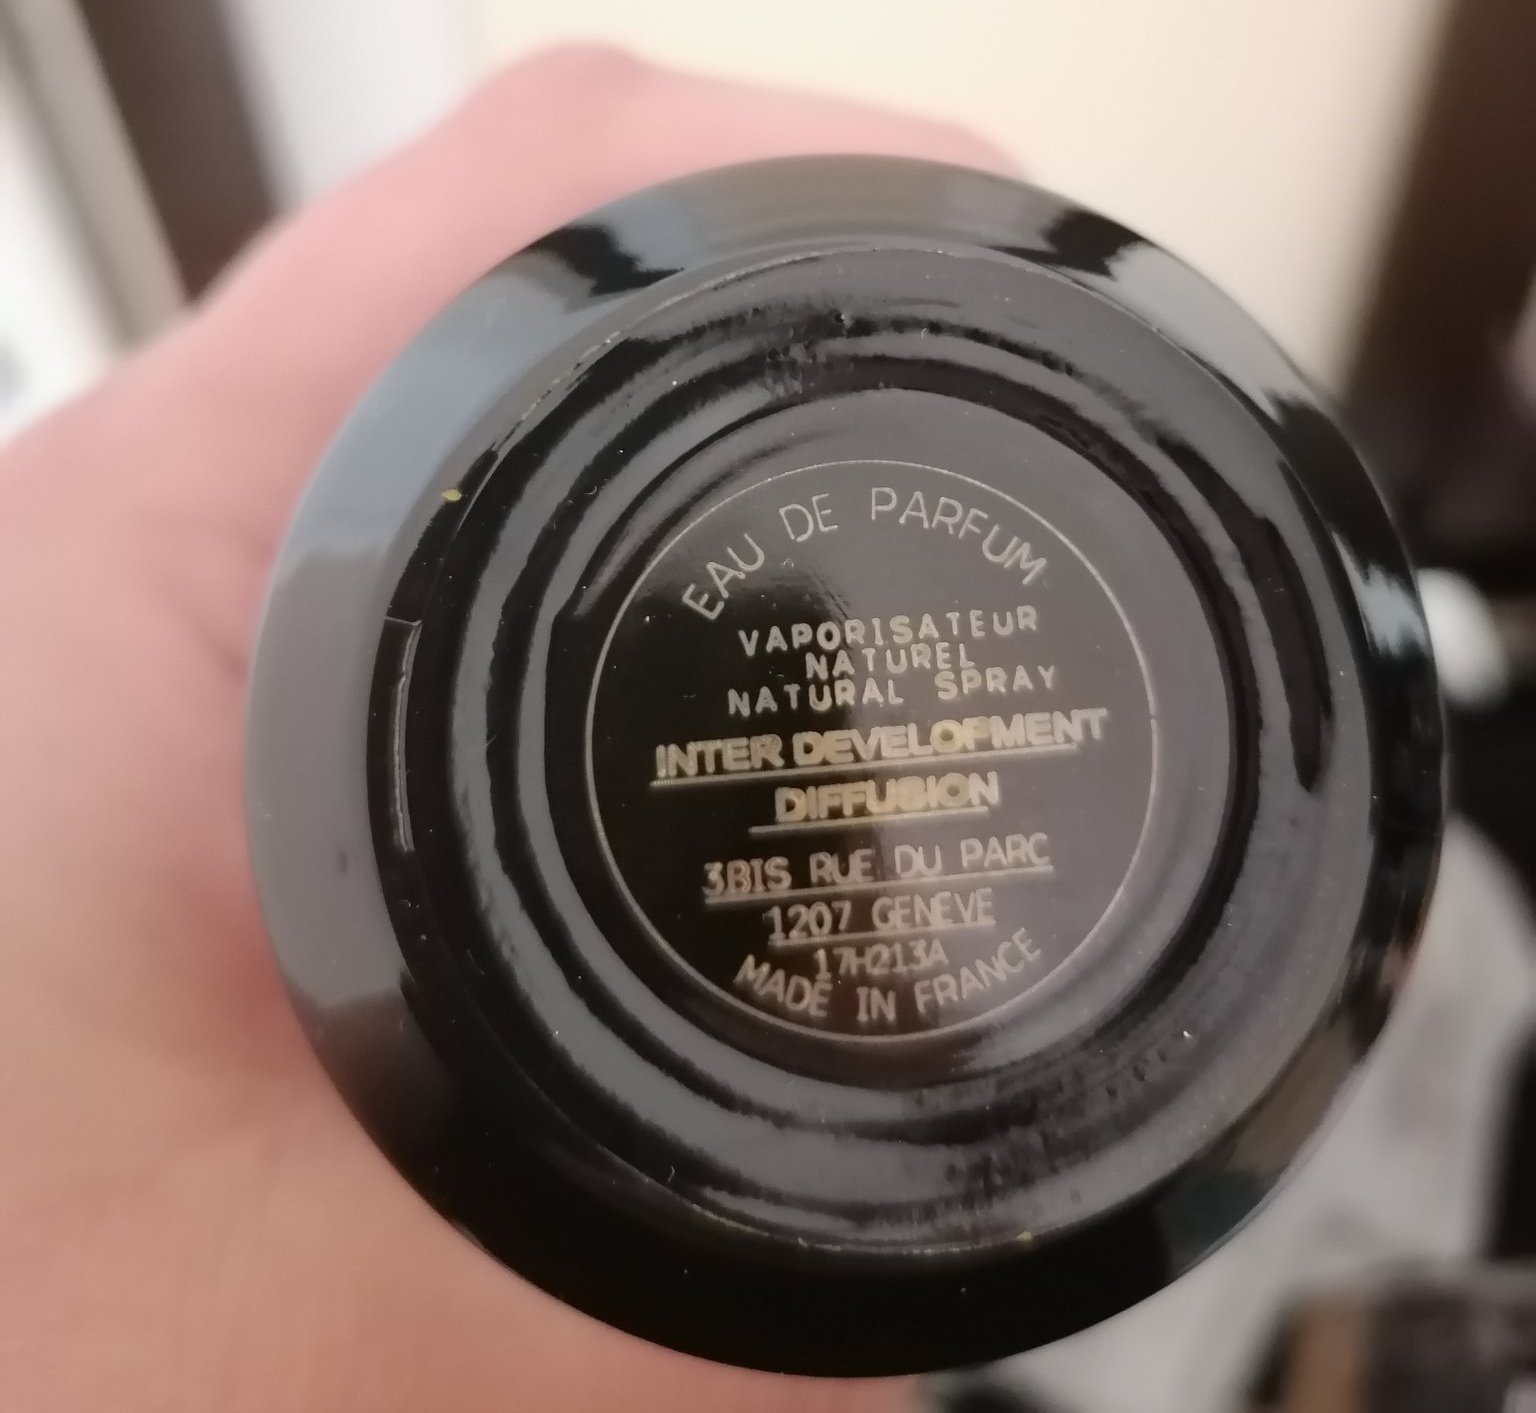 EAU DE PARFUM
VAPORISATEUR
NATUREL
NATURAL SPRAY
INTER DEVELOPMENT
DIFFUSION
3BIS RUE DU PARC
1207 GENEVE
17H213A
MADE IN FRANCE